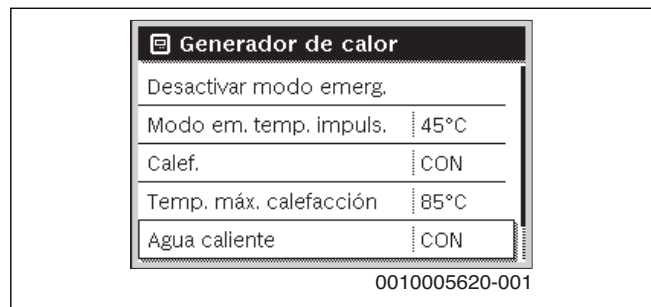 Generador de calor
Desactivar modo emerg.
Modo em. temp. impuls. 45°C
Calef. CON
Temp. máx. calefacción 85°C
Agua caliente CON
0010005620-001